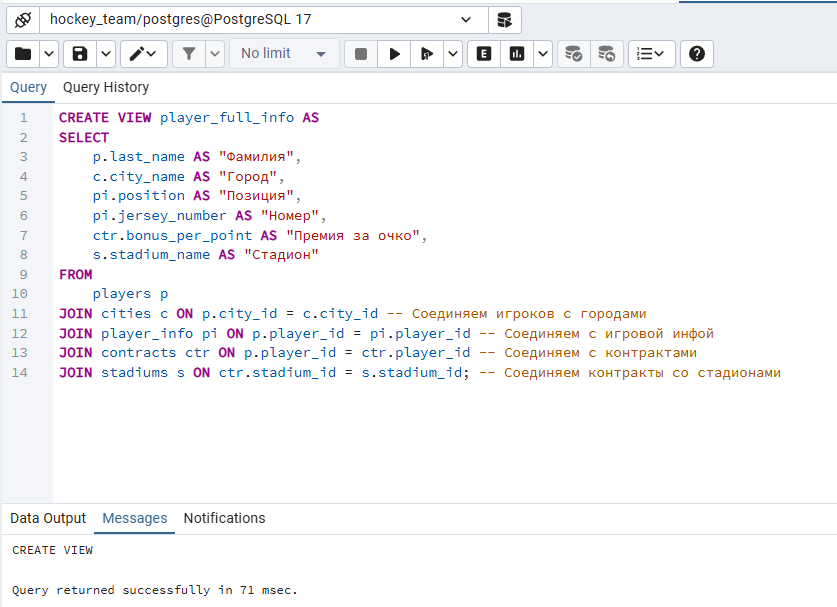 hockey_team/postgres@PostgreSQL 17
No limit
E
Query Query History
1 CREATE VIEW player_full_info AS
2 SELECT
3 p.last_name AS "Фамилия",
4 c.city_name AS "Город",
5 pi.position AS "Позиция",
6 pi.jersey_number AS "Номер",
7 ctr.bonus_per_point AS "Премия за очко",
8 s.stadium_name AS "Стадион"
9 FROM
10 players p
11 JOIN cities c ON p.city_id = c.city_id -- Соединяем игроков с городами
12 JOIN player_info pi ON p.player_id = pi.player_id -- Соединяем с игровой инфой
13 JOIN contracts ctr ON p.player_id = ctr.player_id -- Соединяем с контрактами
14 JOIN stadiums s ON ctr.stadium_id = s.stadium_id; -- Соединяем контракты со стадионами
Data Output Messages Notifications
CREATE VIEW
Query returned successfully in 71 msec.